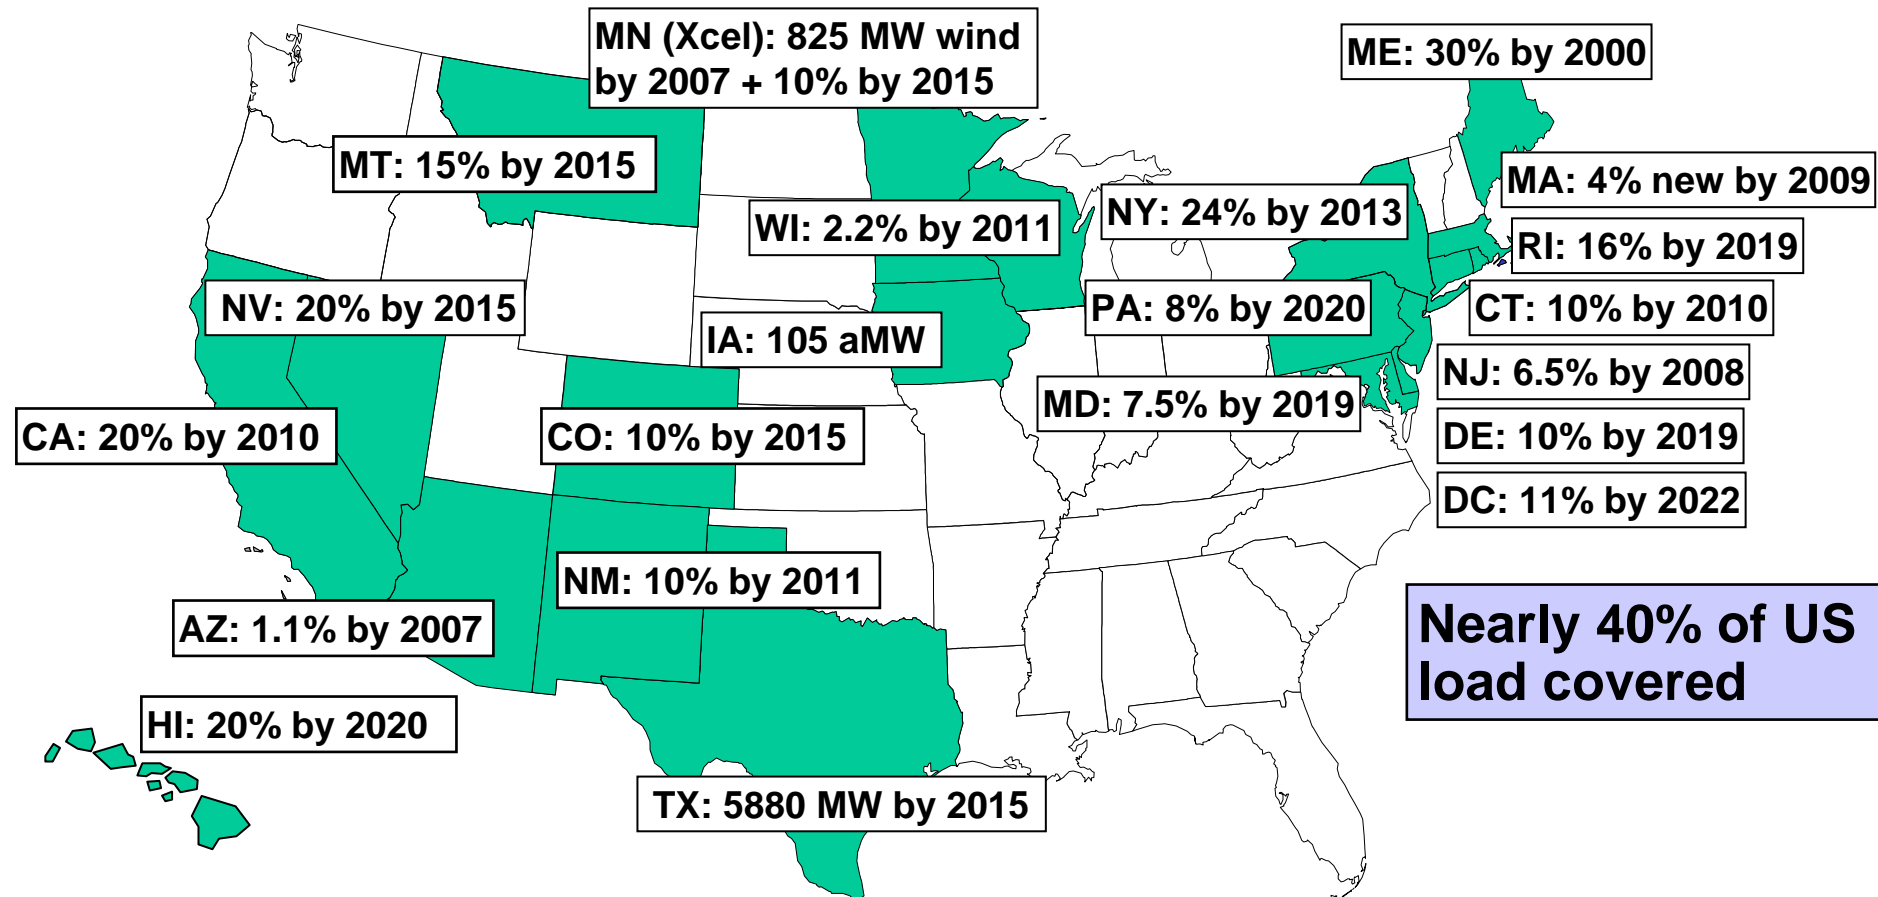 MN (Xcel): 825 MW wind
by 2007 + 10% by 2015
ME: 30% by 2000
MT: 15% by 2015
MA: 4% new by 2009
WI: 2.2% by 2011
NY: 24% by 2013
RI: 16% by 2019
NV: 20% by 2015
PA: 8% by 2020
CT: 10% by 2010
IA: 105 aMW
NJ: 6.5% by 2008
MD: 7.5% by 2019
CA: 20% by 2010
CO: 10% by 2015
DE: 10% by 2019
DC: 11% by 2022
NM: 10% by 2011
AZ: 1.1% by 2007
Nearly 40% of US
load covered
HI: 20% by 2020
TX: 5880 MW by 2015